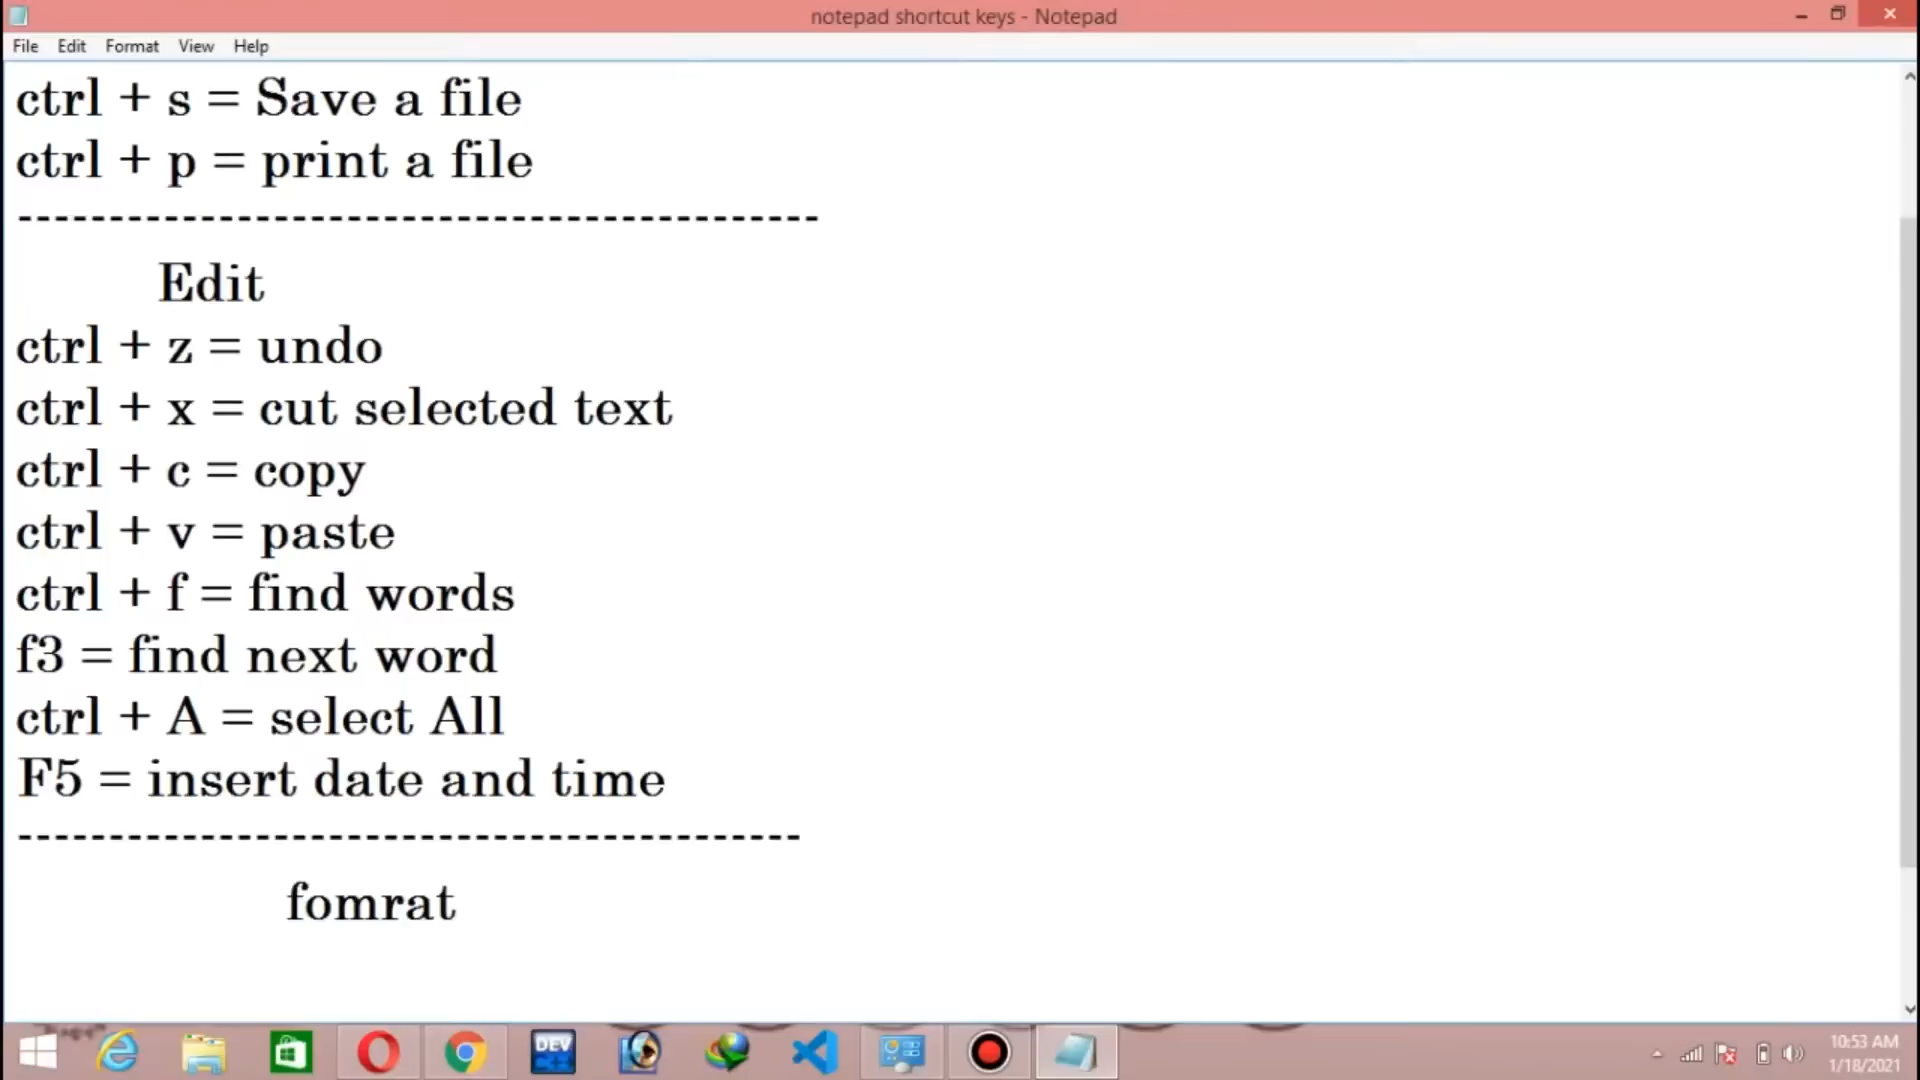 notepad shortcut keys - Notepad
File Edit Format View Help
ctrl + s = Save a file
ctrl + p = print a file
--------------------------------------------
Edit
ctrl + z = undo
ctrl + x = cut selected text
ctrl + c = copy
ctrl + v = paste
ctrl + f = find words
f3 = find next word
ctrl + A = select All
F5 = insert date and time
-------------------------------------------
fomrat
DEV
10:53 AM
1/18/2021